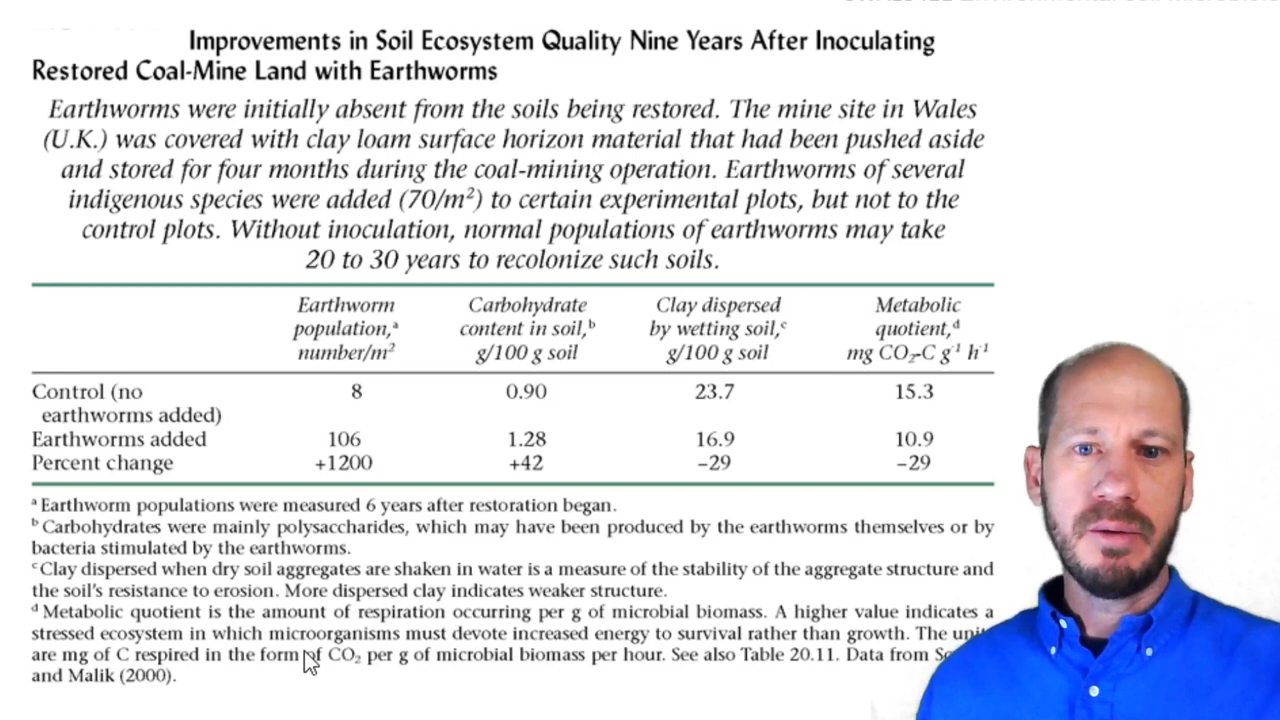 Improvements in Soil Ecosystem Quality Nine Years After Inoculating
Restored Coal-Mine Land with Earthworms
Earthworms were initially absent from the soils being restored. The mine site in Wales
(U.K.) was covered with clay loam surface horizon material that had been pushed aside
and stored for four months during the coal-mining operation. Earthworms of several
indigenous species were added (70/m²) to certain experimental plots, but not to the
control plots. Without inoculation, normal populations of earthworms may take
20 to 30 years to recolonize such soils.
Earthworm Carbohydrate Clay dispersed Metabolic
population,ᵃ content in soil,ᵇ by wetting soil,ᶜ quotient,ᵈ
number/m² g/100 g soil g/100 g soil mg CO₂-C g⁻¹ h⁻¹
Control (no 8 0.90 23.7 15.3
earthworms added)
Earthworms added 106 1.28 16.9 10.9
Percent change +1200 +42 −29 −29
ᵃ Earthworm populations were measured 6 years after restoration began.
ᵇ Carbohydrates were mainly polysaccharides, which may have been produced by the earthworms themselves or by
bacteria stimulated by the earthworms.
ᶜ Clay dispersed when dry soil aggregates are shaken in water is a measure of the stability of the aggregate structure and
the soil's resistance to erosion. More dispersed clay indicates weaker structure.
ᵈ Metabolic quotient is the amount of respiration occurring per g of microbial biomass. A higher value indicates a
stressed ecosystem in which microorganisms must devote increased energy to survival rather than growth. The
are mg of C respired in the form of CO₂ per g of microbial biomass per hour. See also Table 20.11. Data from
and Malik (2000).